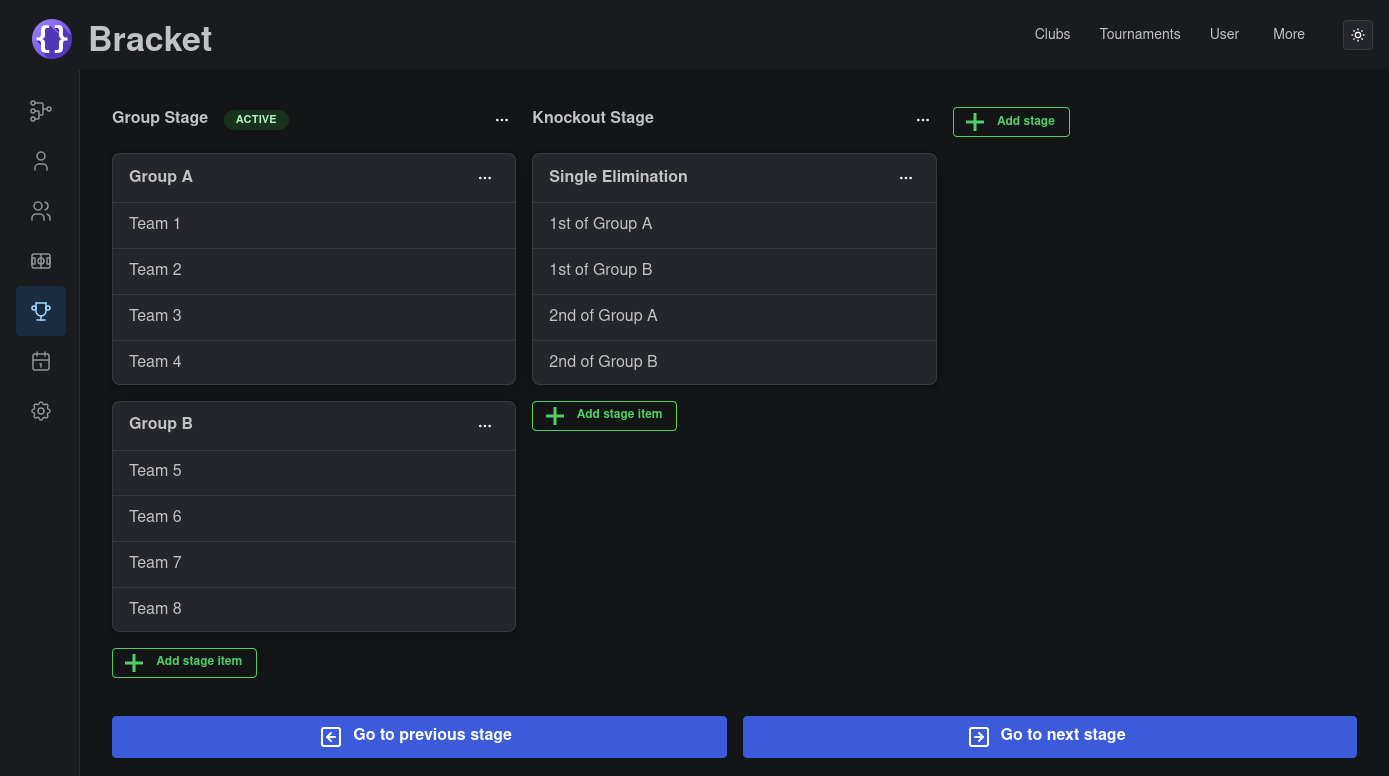 {} Bracket
Clubs Tournaments User More
Group Stage ACTIVE ...
Group A ...
Team 1
Team 2
Team 3
Team 4
Group B ...
Team 5
Team 6
Team 7
Team 8
Add stage item
Knockout Stage ...
Single Elimination ...
1st of Group A
1st of Group B
2nd of Group A
2nd of Group B
Add stage item
Add stage
Go to previous stage
Go to next stage